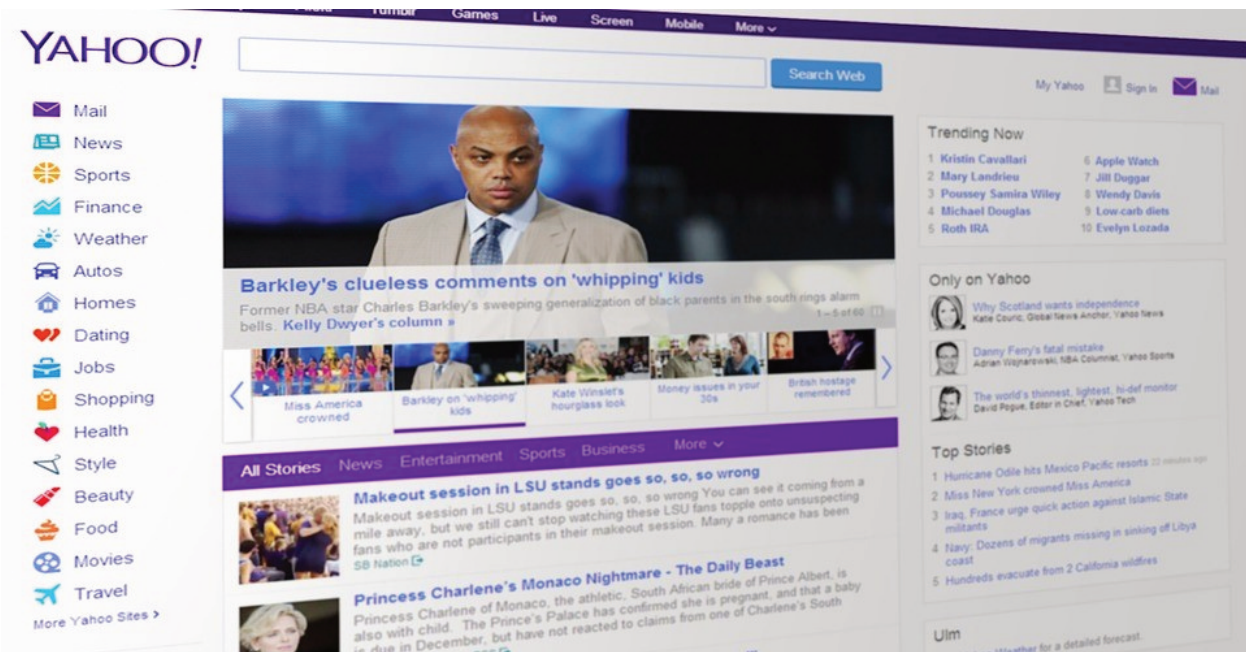 Tumblr
Games
Live
Screen
Mobile
More
YAHOO!
Search Web
My Yahoo
Sign In
Mail
Mail
News
Sports
Finance
Weather
Autos
Homes
Dating
Jobs
Shopping
Health
Style
Beauty
Food
Movies
Travel
More Yahoo Sites >
Barkley's clueless comments on 'whipping' kids
Former NBA star Charles Barkley's sweeping generalization of black parents in the south rings alarm
bells. Kelly Dwyer's column »
1 – 5 of 60
Miss America
crowned
Barkley on 'whipping'
kids
Kate Winslet's
hourglass look
Money issues in your
30s
British hostage
remembered
All Stories
News
Entertainment
Sports
Business
More
Makeout session in LSU stands goes so, so, so wrong
Makeout session in LSU stands goes so, so, so wrong You can see it coming from a
mile away, but we still can't stop watching these LSU fans topple onto unsuspecting
fans who are not participants in their makeout session. Many a romance has been
SB Nation
Princess Charlene's Monaco Nightmare - The Daily Beast
Princess Charlene of Monaco, the athletic, South African bride of Prince Albert, is
also with child. The Prince's Palace has confirmed she is pregnant, and that a baby
is due in December, but have not reacted to claims from one of Charlene's South
Trending Now
1 Kristin Cavallari
2 Mary Landrieu
3 Poussey Samira Wiley
4 Michael Douglas
5 Roth IRA
6 Apple Watch
7 Jill Duggar
8 Wendy Davis
9 Low-carb diets
10 Evelyn Lozada
Only on Yahoo
Why Scotland wants independence
Katie Couric, Global News Anchor, Yahoo News
Danny Ferry's fatal mistake
Adrian Wojnarowski, NBA Columnist, Yahoo Sports
The world's thinnest, lightest, hi-def monitor
David Pogue, Editor in Chief, Yahoo Tech
Top Stories
1 Hurricane Odile hits Mexico Pacific resorts 22 minutes ago
2 Miss New York crowned Miss America
3 Iraq, France urge quick action against Islamic State
militants
4 Navy: Dozens of migrants missing in sinking off Libya
coast
5 Hundreds evacuate from 2 California wildfires
Ulm
Weather for a detailed forecast.